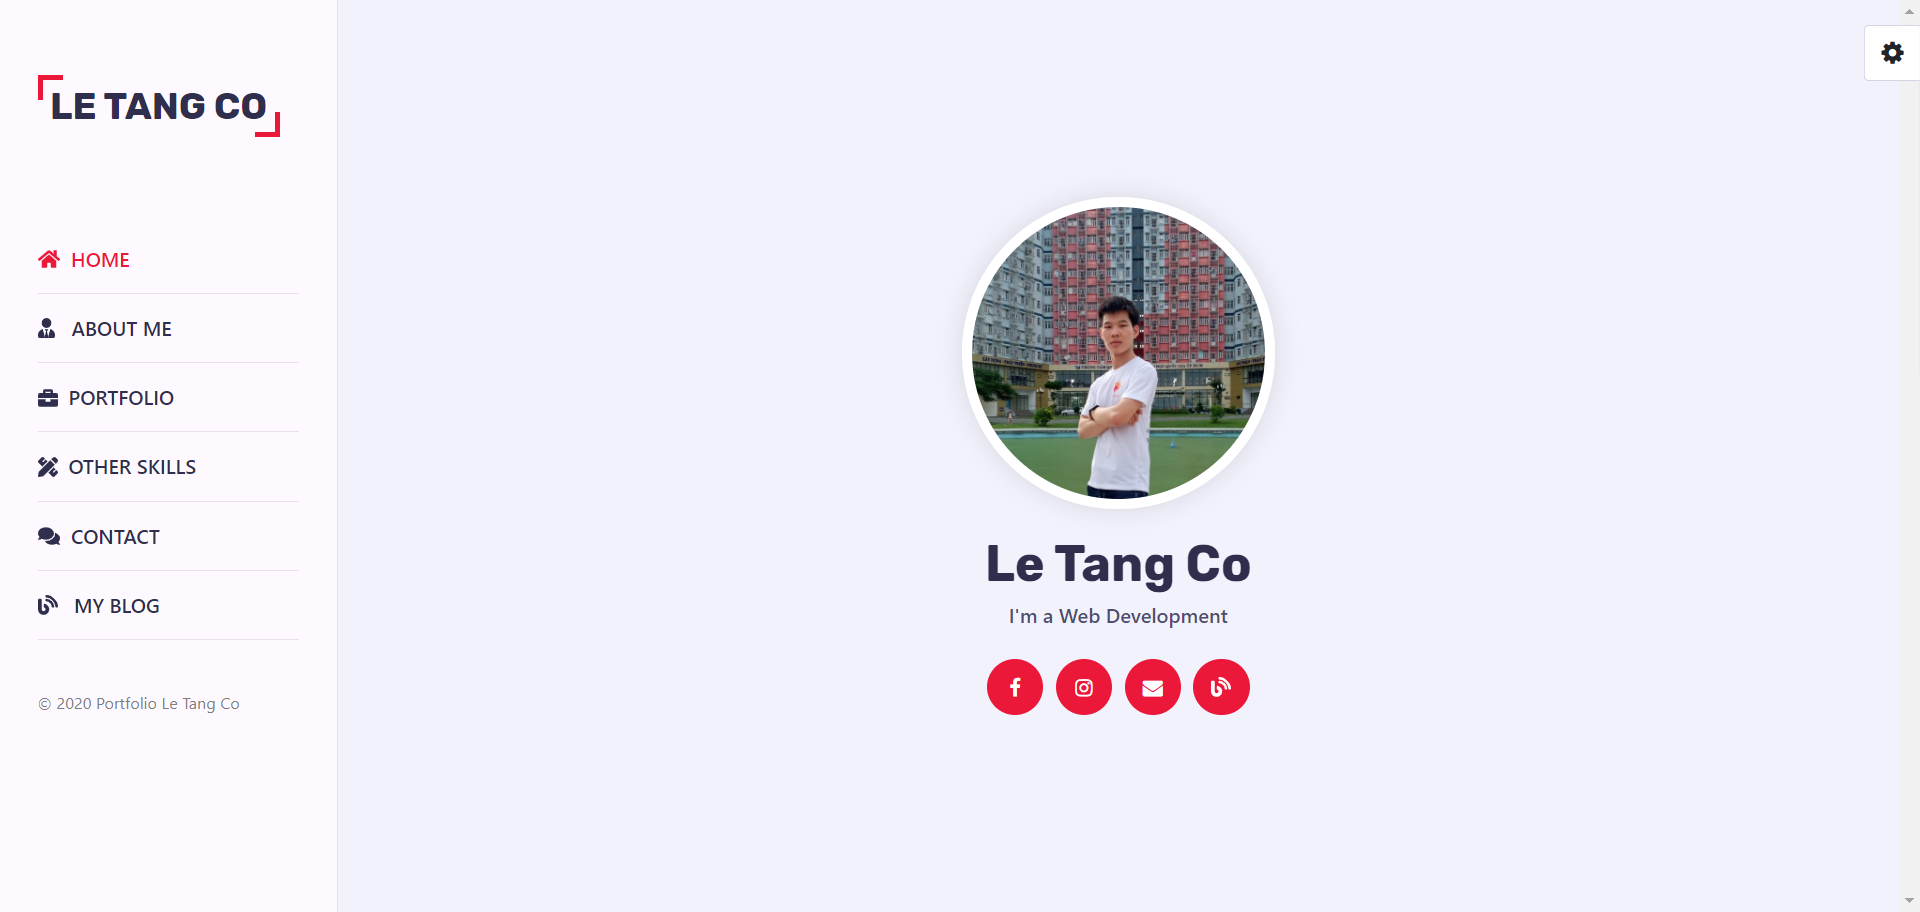 LE TANG CO
HOME
ABOUT ME
PORTFOLIO
OTHER SKILLS
CONTACT
MY BLOG
© 2020 Portfolio Le Tang Co
Le Tang Co
I'm a Web Development